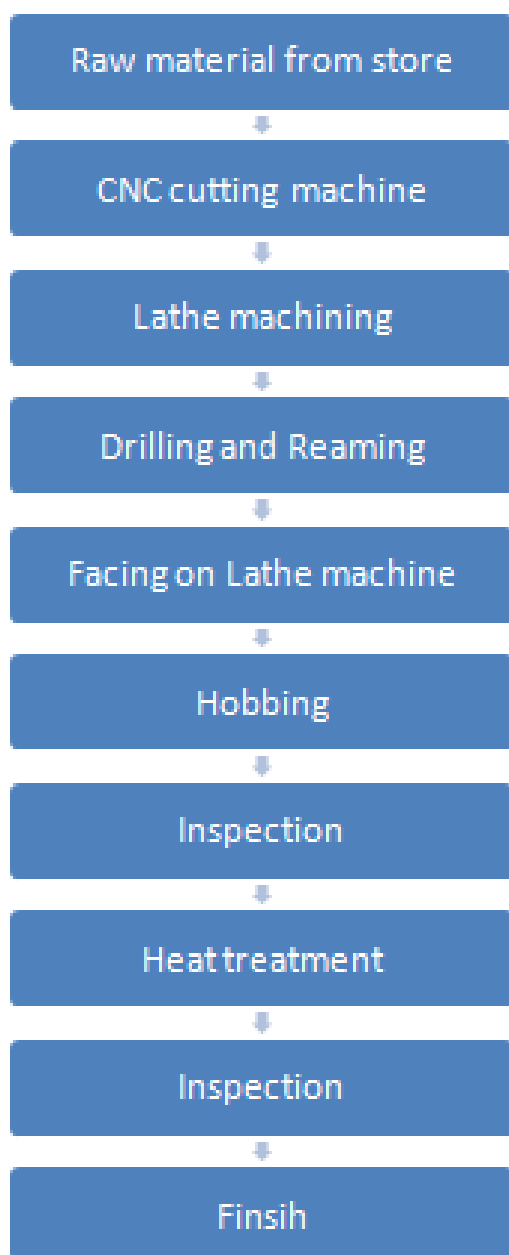 Raw material from store
CNC cutting machine
Lathe machining
Drilling and Reaming
Facing on Lathe machine
Hobbing
Inspection
Heat treatment
Inspection
Finsih